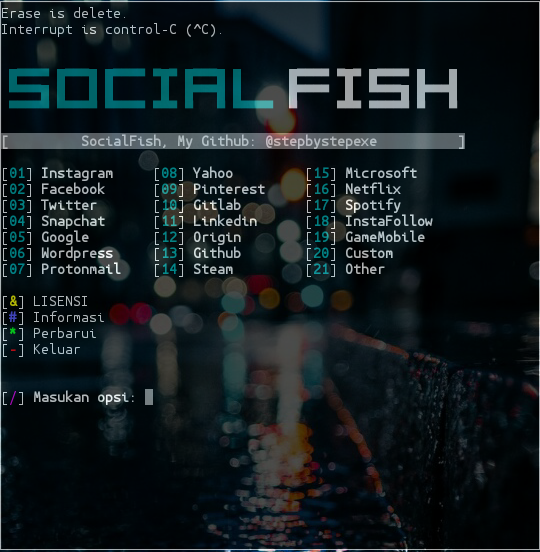 Erase is delete.
Interrupt is control-C (^C).
SOCIAL FISH
[ SocialFish, My Github: @stepbystepexe ]
[01] Instagram [08] Yahoo [15] Microsoft
[02] Facebook [09] Pinterest [16] Netflix
[03] Twitter [10] Gitlab [17] Spotify
[04] Snapchat [11] Linkedin [18] InstaFollow
[05] Google [12] Origin [19] GameMobile
[06] Wordpress [13] Github [20] Custom
[07] Protonmail [14] Steam [21] Other
[&] LISENSI
[#] Informasi
[*] Perbarui
[-] Keluar
[/] Masukan opsi: